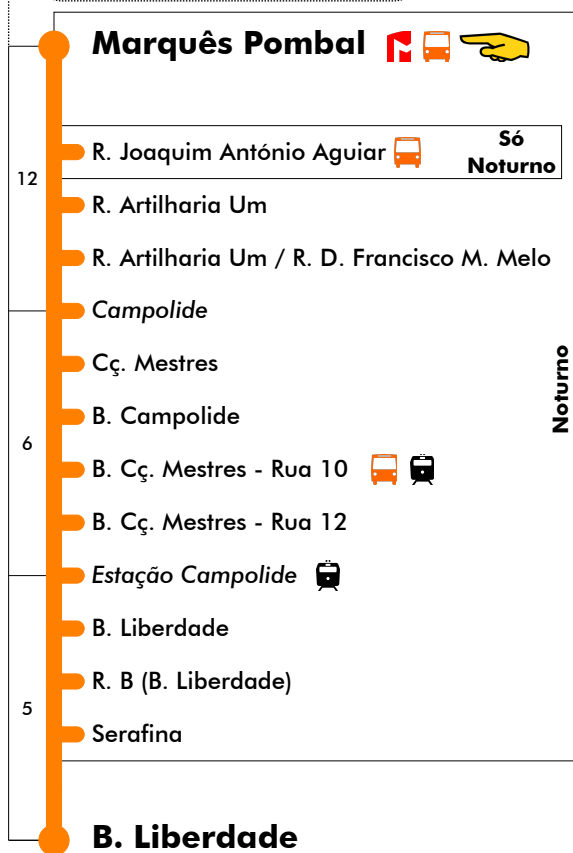 Marquês Pombal
R. Joaquim António Aguiar
Só
Noturno
12
R. Artilharia Um
R. Artilharia Um / R. D. Francisco M. Melo
Campolide
Cç. Mestres
Noturno
B. Campolide
6
B. Cç. Mestres - Rua 10
B. Cç. Mestres - Rua 12
Estação Campolide
B. Liberdade
R. B (B. Liberdade)
5
Serafina
B. Liberdade